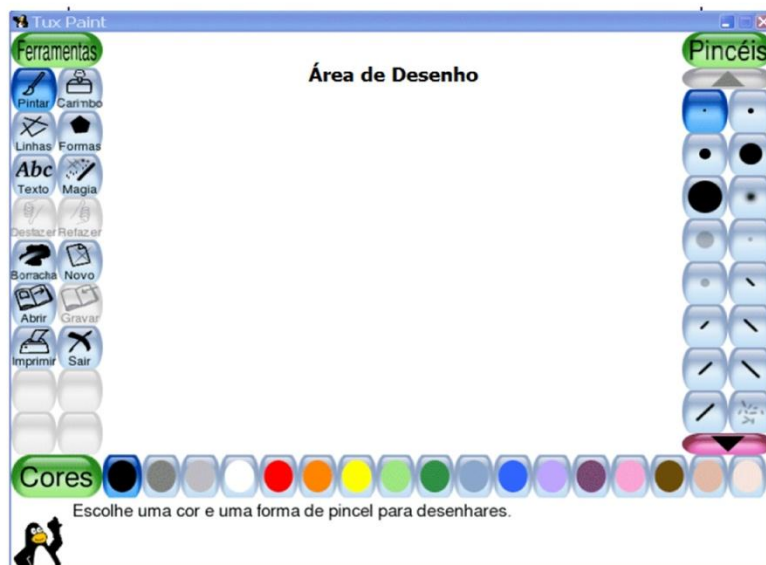 Tux Paint
Ferramentas
Pincéis
Área de Desenho
Pintar Carimbo
Linhas Formas
Abc
Texto Magia
Desfazer Refazer
Borracha Novo
Abrir Gravar
Imprimir Sair
Cores
Escolhe uma cor e uma forma de pincel para desenhares.